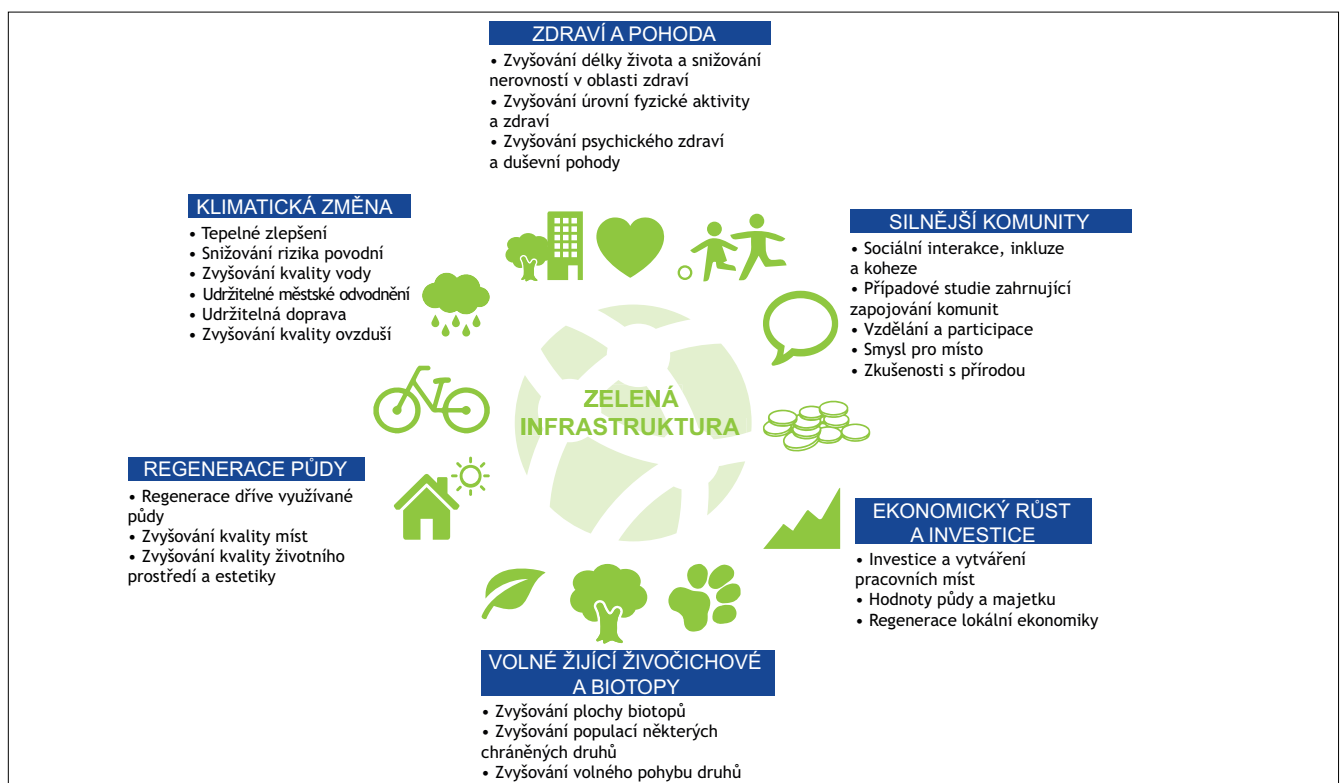 ZDRAVÍ A POHODA
• Zvyšování délky života a snižování
nerovností v oblasti zdraví
• Zvyšování úrovní fyzické aktivity
a zdraví
• Zvyšování psychického zdraví
a duševní pohody
KLIMATICKÁ ZMĚNA
• Tepelné zlepšení
• Snižování rizika povodní
• Zvyšování kvality vody
• Udržitelné městské odvodnění
• Udržitelná doprava
• Zvyšování kvality ovzduší
SILNĚJŠÍ KOMUNITY
• Sociální interakce, inkluze
a koheze
• Případové studie zahrnující
zapojování komunit
• Vzdělání a participace
• Smysl pro místo
• Zkušenosti s přírodou
ZELENÁ
INFRASTRUKTURA
REGENERACE PŮDY
• Regenerace dříve využívané
půdy
• Zvyšování kvality míst
• Zvyšování kvality životního
prostředí a estetiky
EKONOMICKÝ RŮST
A INVESTICE
• Investice a vytváření
pracovních míst
• Hodnoty půdy a majetku
• Regenerace lokální ekonomiky
VOLNÉ ŽIJÍCÍ ŽIVOČICHOVÉ
A BIOTOPY
• Zvyšování plochy biotopů
• Zvyšování populací některých
chráněných druhů
• Zvyšování volného pohybu druhů